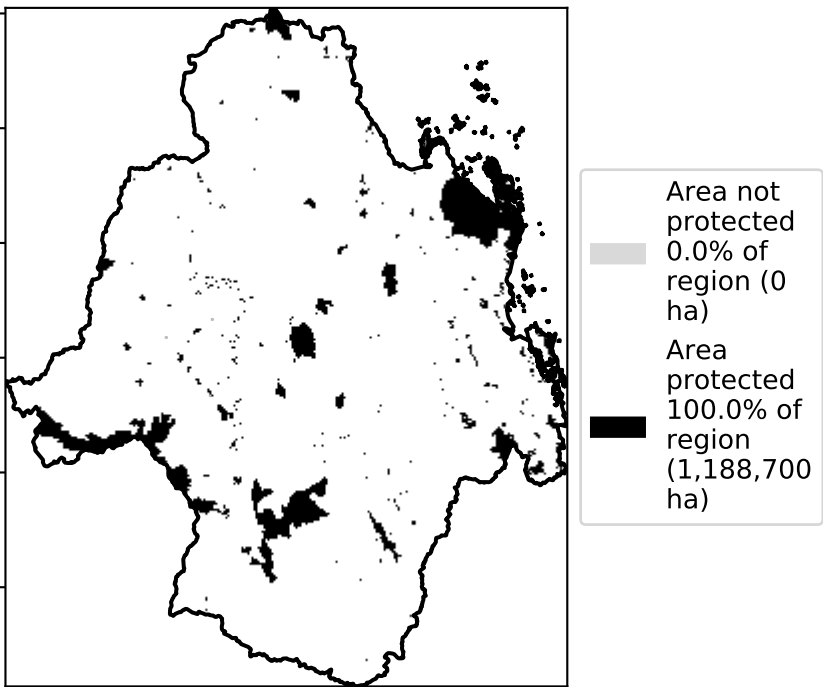 Area not
protected
0.0% of
region (0
ha)
Area
protected
100.0% of
region
(1,188,700
ha)